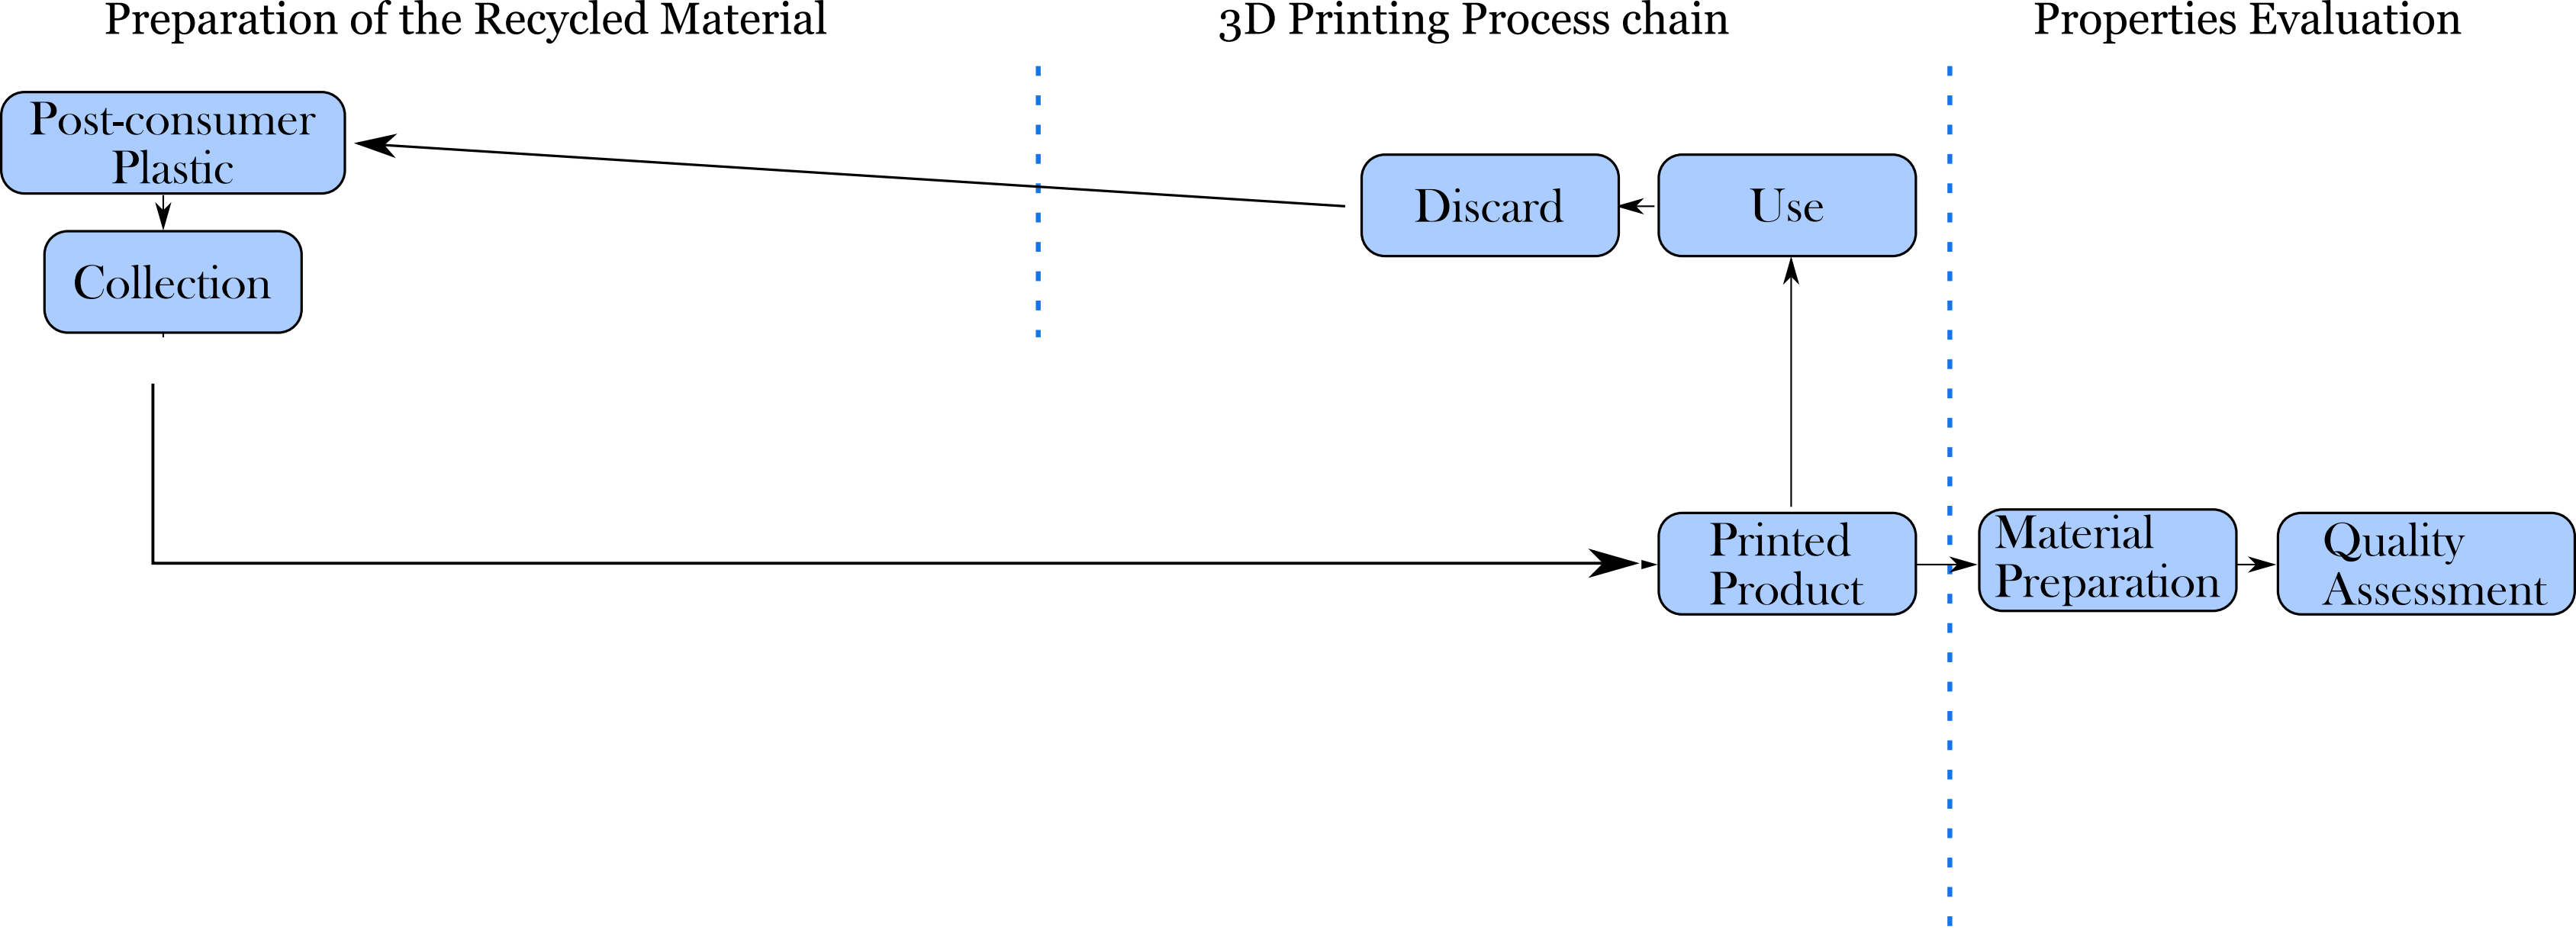 Preparation of the Recycled Material
3D Printing Process chain
Properties Evaluation
Post-consumer
Plastic
Collection
Discard
Use
Printed
Product
Material
Preparation
Quality
Assessment